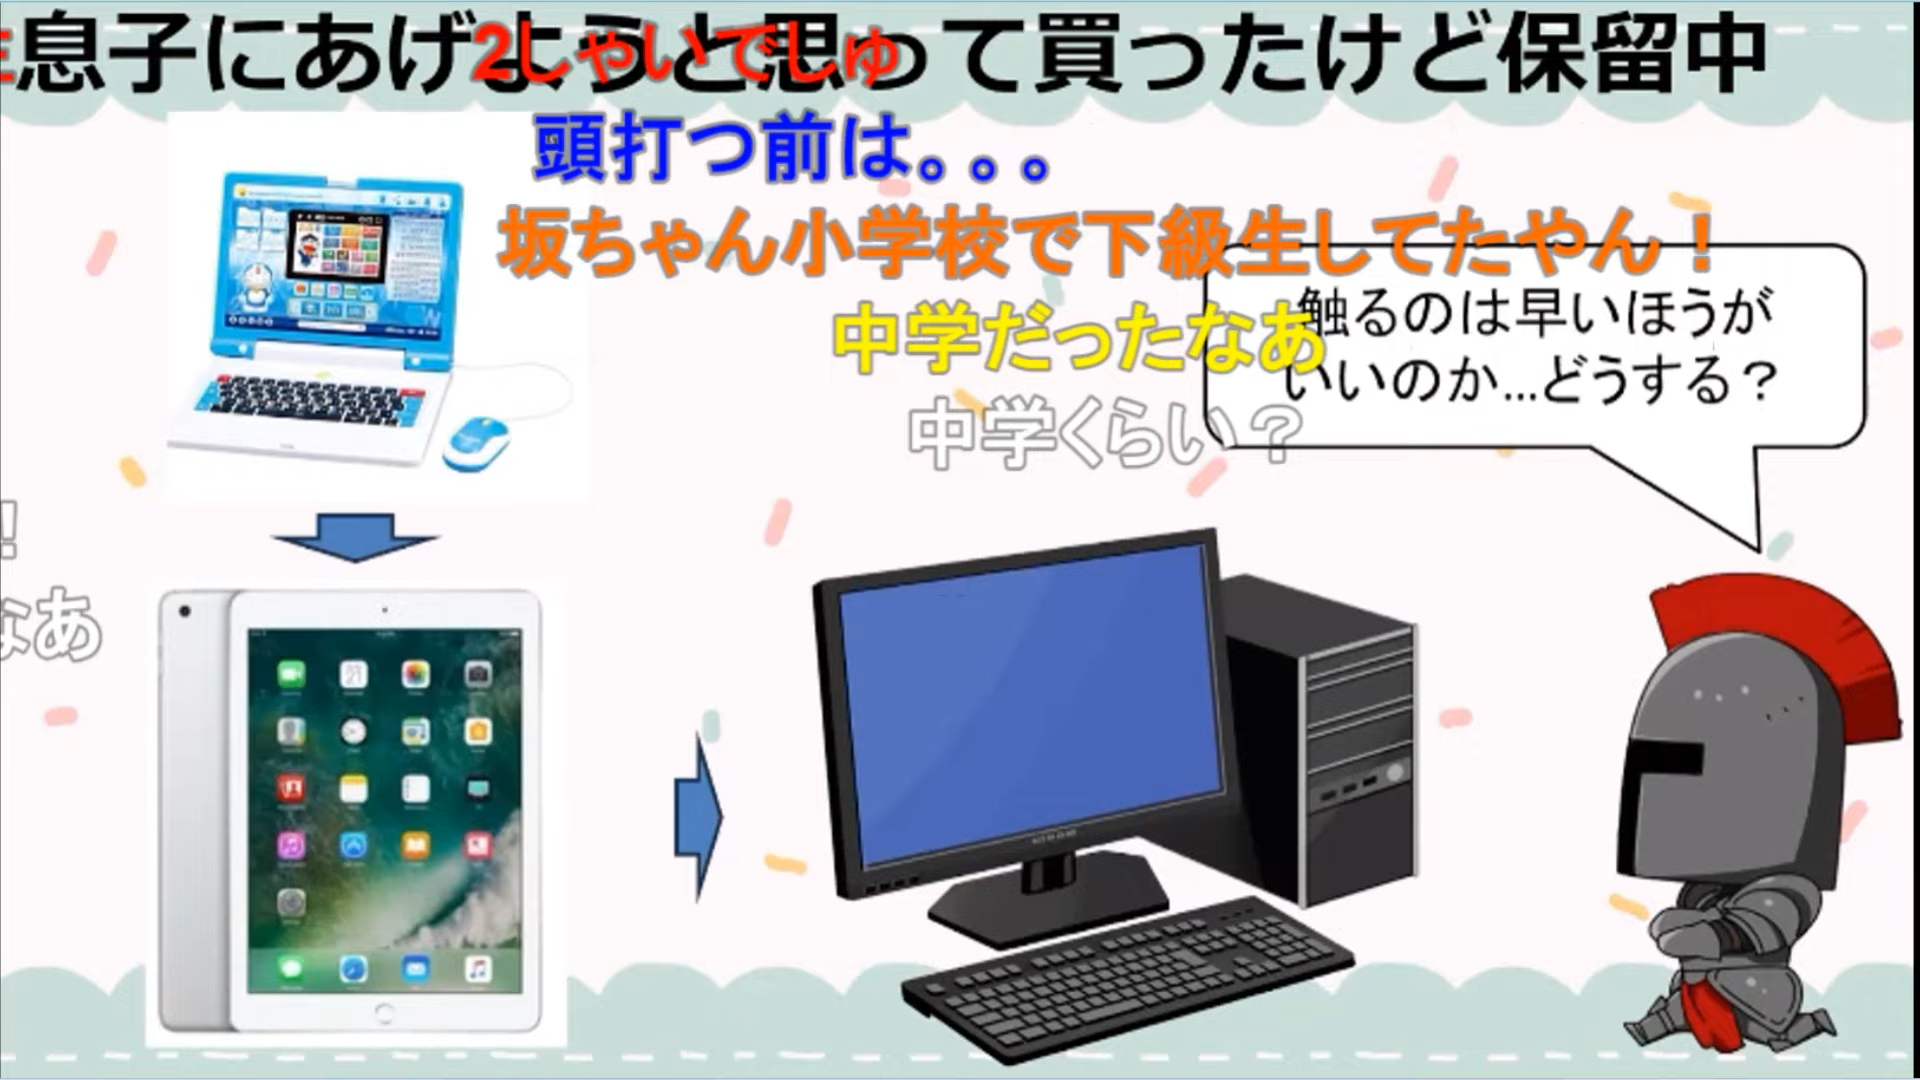 息子にあげようと思って買ったけど保留中
2しゃいでしゅ
頭打つ前は。。。
坂ちゃん小学校で下級生してたやん！
中学だったなあ
触るのは早いほうが
いいのか...どうする？
中学くらい？
！
なあ